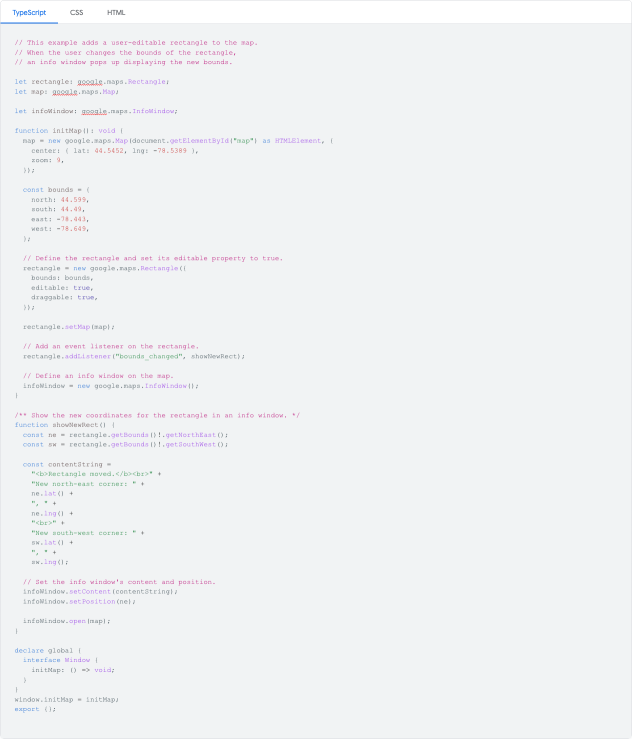 TypeScript CSS HTML
// This example adds a user-editable rectangle to the map.
// When the user changes the bounds of the rectangle,
// an info window pops up displaying the new bounds.
let rectangle: google.maps.Rectangle;
let map: google.maps.Map;
let infoWindow: google.maps.InfoWindow;
function initMap(): void {
  map = new google.maps.Map(document.getElementById("map") as HTMLElement, {
    center: { lat: 44.5452, lng: -78.5389 },
    zoom: 9,
  });
  const bounds = {
    north: 44.599,
    south: 44.49,
    east: -78.443,
    west: -78.649,
  };
  // Define the rectangle and set its editable property to true.
  rectangle = new google.maps.Rectangle({
    bounds: bounds,
    editable: true,
    draggable: true,
  });
  rectangle.setMap(map);
  // Add an event listener on the rectangle.
  rectangle.addListener("bounds_changed", showNewRect);
  // Define an info window on the map.
  infoWindow = new google.maps.InfoWindow();
}
/** Show the new coordinates for the rectangle in an info window. */
function showNewRect() {
  const ne = rectangle.getBounds()!.getNorthEast();
  const sw = rectangle.getBounds()!.getSouthWest();
  const contentString =
    "<b>Rectangle moved.</b><br>" +
    "New north-east corner: " +
    ne.lat() +
    ", " +
    ne.lng() +
    "<br>" +
    "New south-west corner: " +
    sw.lat() +
    ", " +
    sw.lng();
  // Set the info window's content and position.
  infoWindow.setContent(contentString);
  infoWindow.setPosition(ne);
  infoWindow.open(map);
}
declare global {
  interface Window {
    initMap: () => void;
  }
}
window.initMap = initMap;
export {};